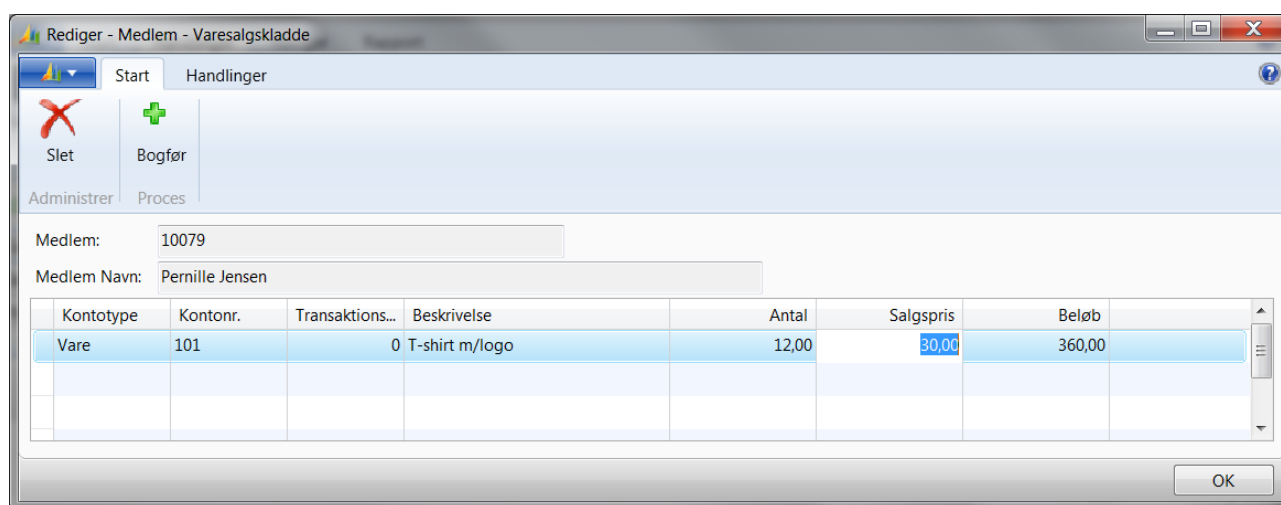 Rediger - Medlem - Varesalgskladde
Start Handlinger
Slet Bogfør
Administrer Proces
Medlem: 10079
Medlem Navn: Pernille Jensen
Kontotype Kontonr. Transaktions... Beskrivelse Antal Salgspris Beløb
Vare 101 0 T-shirt m/logo 12,00 30,00 360,00
OK